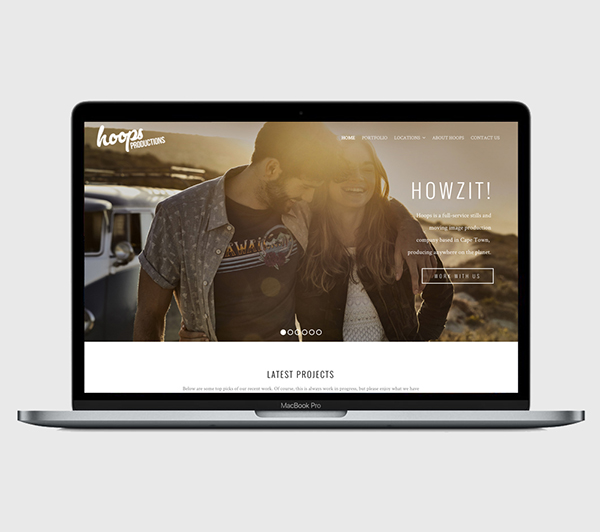 hoops
PRODUCTIONS
HOME PORTFOLIO LOCATIONS ABOUT HOOPS CONTACT US
HOWZIT!
Hoops is a full-service stills and
moving image production
company based in Cape Town,
producing anywhere on the planet.
WORK WITH US
HAWAII
LATEST PROJECTS
Below are some top picks of our recent work. Of course, this is always work in progress, but please enjoy what we have
MacBook Pro